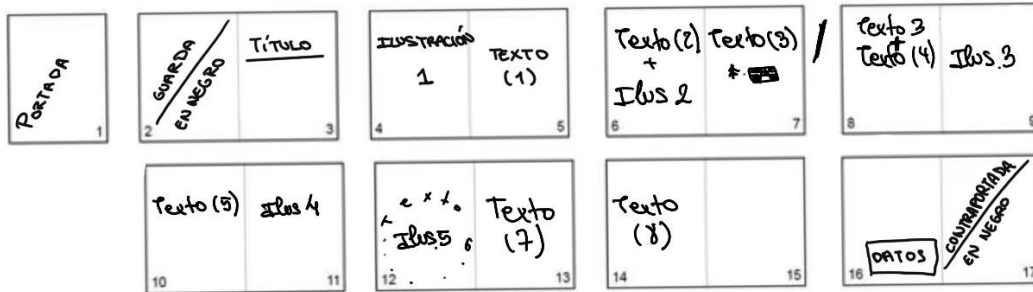 PORTADA
1
GUARDA
EN NEGRO
2
TÍTULO
3
ILUSTRACIÓN
1
4
TEXTO
(1)
5
Texto (2)
+
Ilus 2
6
Texto (3)
7
/
Texto 3
+
Texto (4)
8
Ilus. 3
9
Texto (5)
10
Ilus 4
11
Texto
Ilus. 5 6
12
Texto
(7)
13
Texto
(8)
14
15
DATOS
16
CONTRAPORTADA
EN NEGRO
17